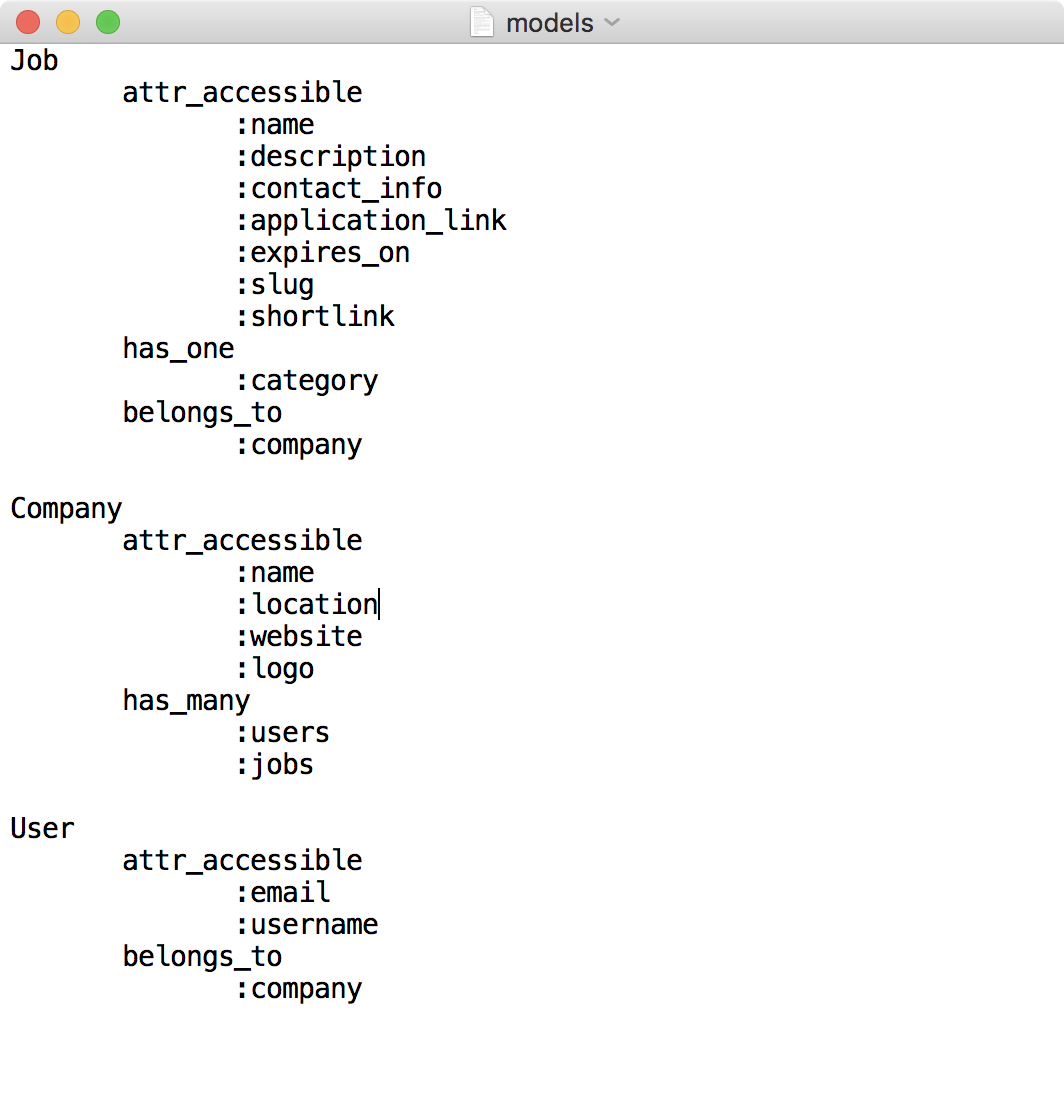 models
Job
attr_accessible
:name
:description
:contact_info
:application_link
:expires_on
:slug
:shortlink
has_one
:category
belongs_to
:company
Company
attr_accessible
:name
:location
:website
:logo
has_many
:users
:jobs
User
attr_accessible
:email
:username
belongs_to
:company